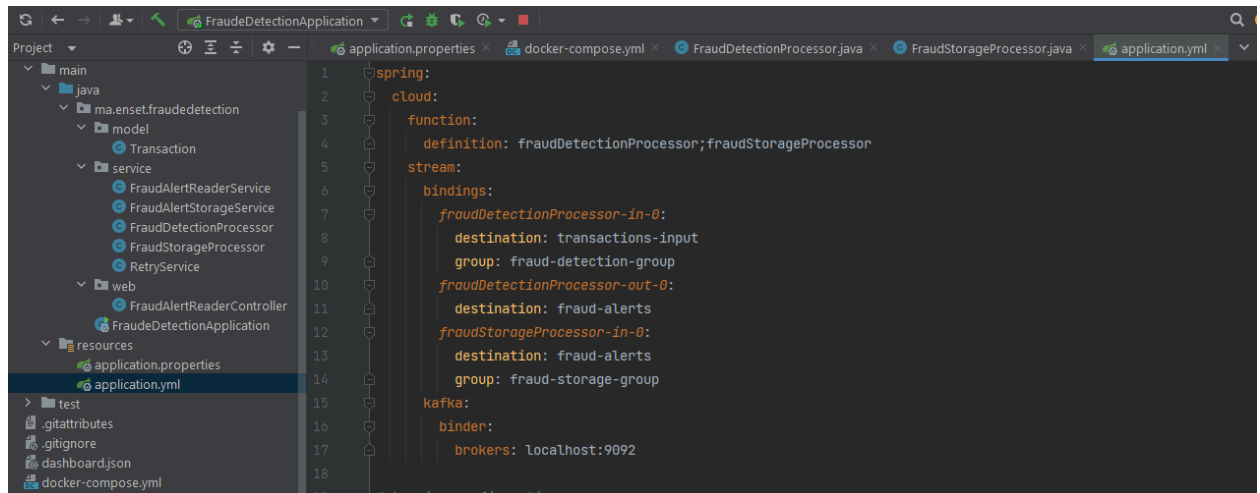 FraudeDetectionApplication
Project
application.properties
docker-compose.yml
FraudDetectionProcessor.java
FraudStorageProcessor.java
application.yml
main
java
ma.enset.fraudedetection
model
Transaction
service
FraudAlertReaderService
FraudAlertStorageService
FraudDetectionProcessor
FraudStorageProcessor
RetryService
web
FraudAlertReaderController
FraudeDetectionApplication
resources
application.properties
application.yml
test
.gitattributes
.gitignore
dashboard.json
docker-compose.yml
1 spring:
2 cloud:
3 function:
4 definition: fraudDetectionProcessor;fraudStorageProcessor
5 stream:
6 bindings:
7 fraudDetectionProcessor-in-0:
8 destination: transactions-input
9 group: fraud-detection-group
10 fraudDetectionProcessor-out-0:
11 destination: fraud-alerts
12 fraudStorageProcessor-in-0:
13 destination: fraud-alerts
14 group: fraud-storage-group
15 kafka:
16 binder:
17 brokers: localhost:9092
18